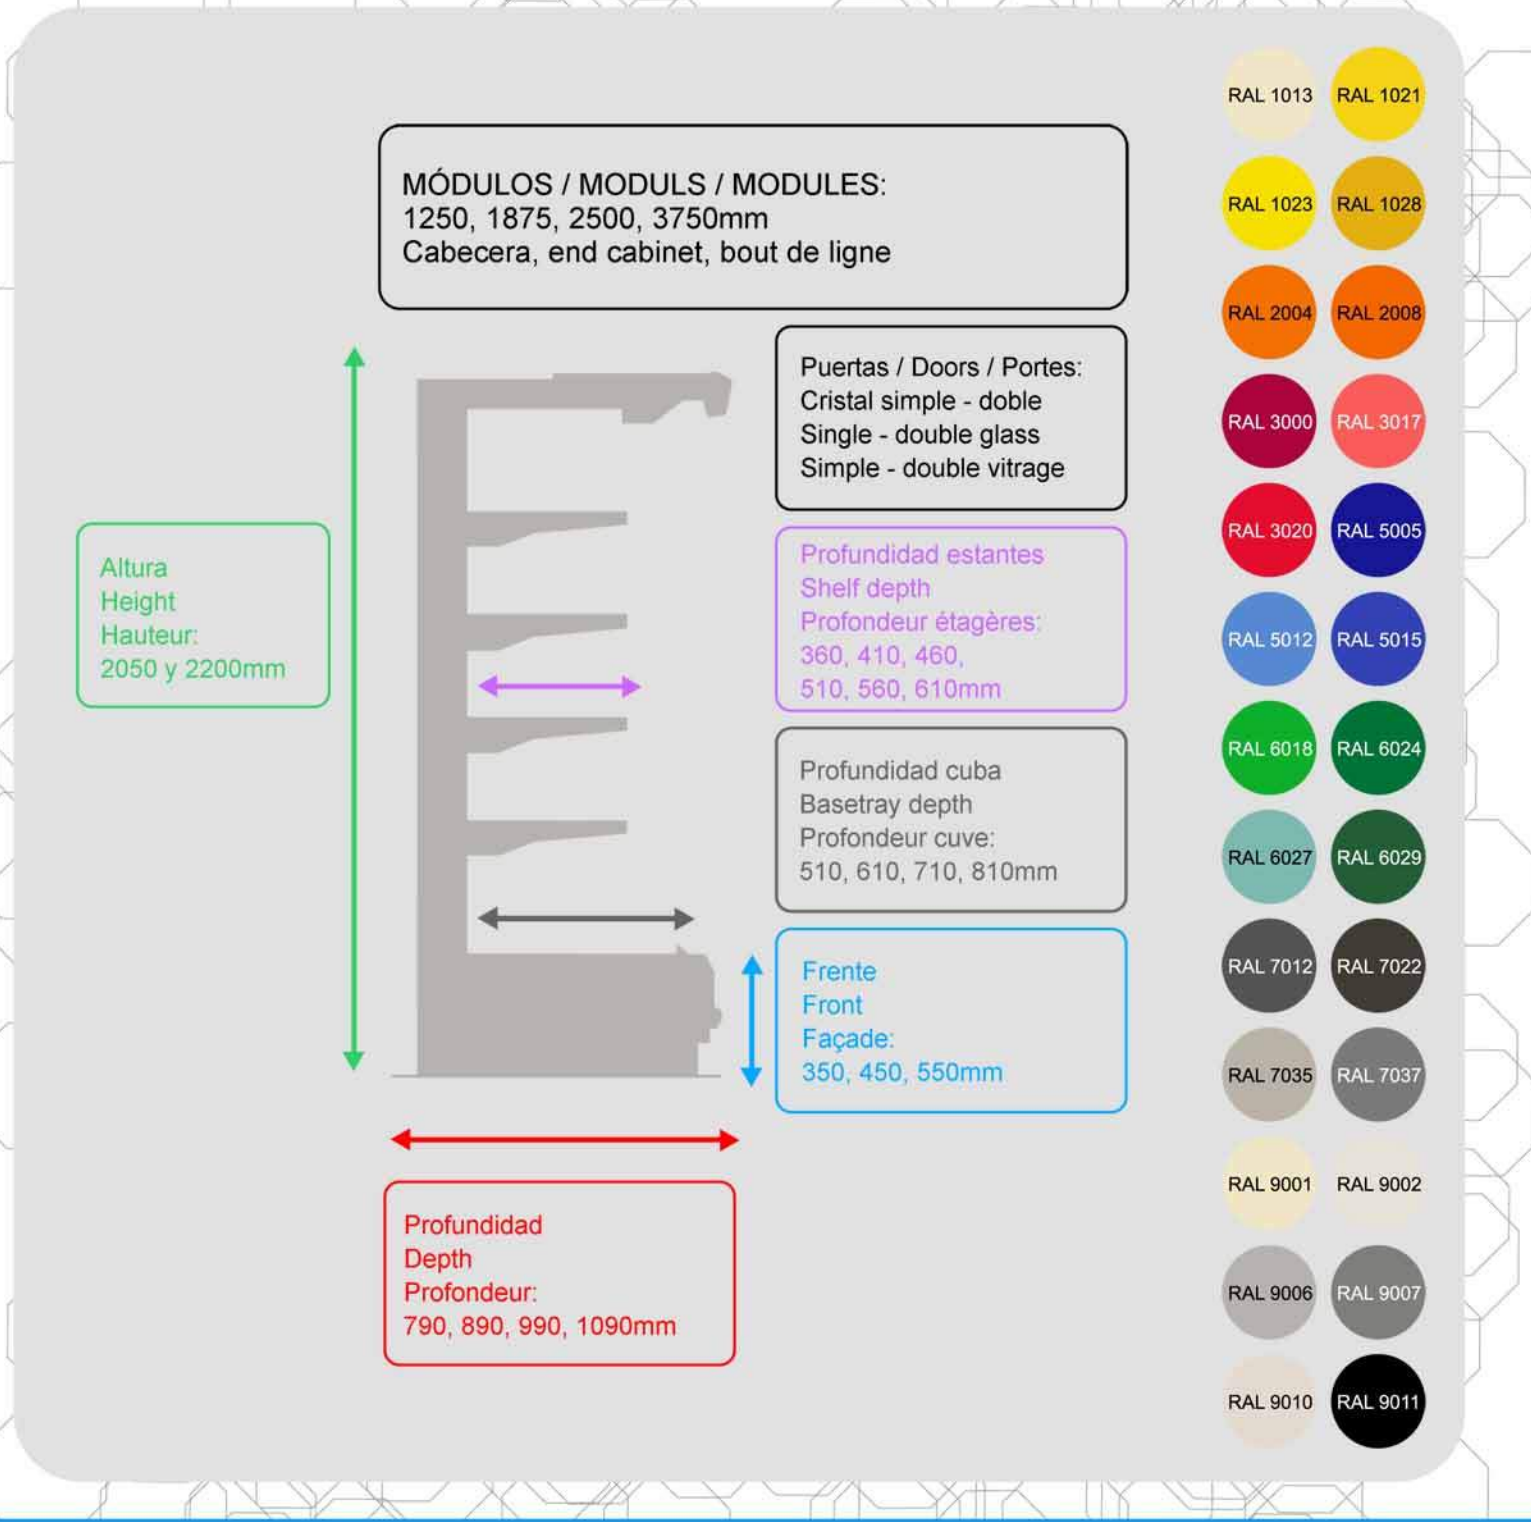 MÓDULOS / MODULS / MODULES:
1250, 1875, 2500, 3750mm
Cabecera, end cabinet, bout de ligne
Puertas / Doors / Portes:
Cristal simple - doble
Single - double glass
Simple - double vitrage
Altura
Height
Hauteur:
2050 y 2200mm
Profundidad estantes
Shelf depth
Profondeur étagères:
360, 410, 460,
510, 560, 610mm
Profundidad cuba
Basetray depth
Profondeur cuve:
510, 610, 710, 810mm
Frente
Front
Façade:
350, 450, 550mm
Profundidad
Depth
Profondeur:
790, 890, 990, 1090mm
RAL 1013 RAL 1021
RAL 1023 RAL 1028
RAL 2004 RAL 2008
RAL 3000 RAL 3017
RAL 3020 RAL 5005
RAL 5012 RAL 5015
RAL 6018 RAL 6024
RAL 6027 RAL 6029
RAL 7012 RAL 7022
RAL 7035 RAL 7037
RAL 9001 RAL 9002
RAL 9006 RAL 9007
RAL 9010 RAL 9011